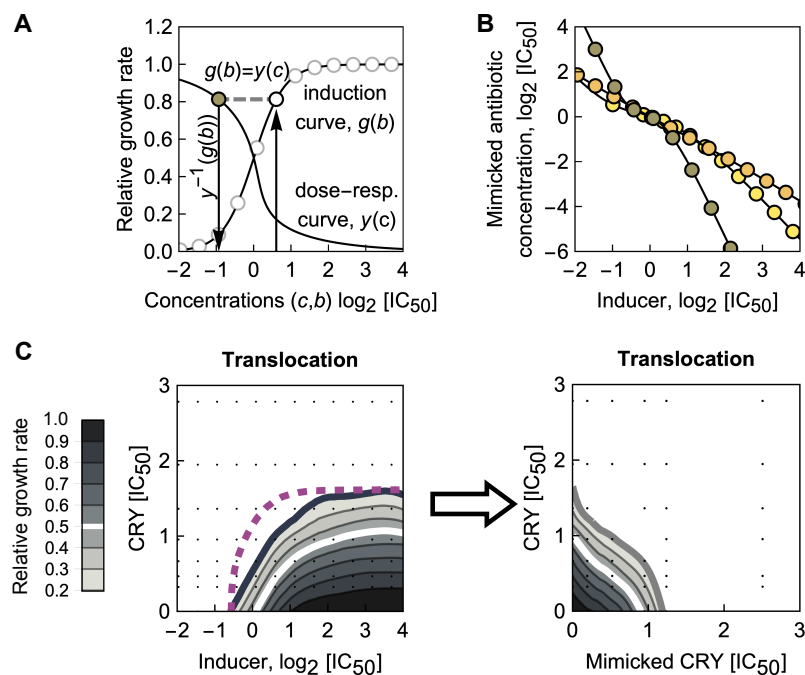 A
1.2
1.0
0.8
0.6
0.4
0.2
0.0
Relative growth rate
g(b)=y(c)
induction
curve, g(b)
y⁻¹(g(b))
dose−resp.
curve, y(c)
−2 −1 0 1 2 3 4
Concentrations (c,b) log₂ [IC₅₀]
B
4
2
0
−2
−4
−6
Mimicked antibiotic
concentration, log₂ [IC₅₀]
−2 −1 0 1 2 3 4
Inducer, log₂ [IC₅₀]
C
Relative growth rate
1.0
0.9
0.8
0.7
0.6
0.5
0.4
0.3
0.2
Translocation
3
2
1
0
CRY [IC₅₀]
−2 −1 0 1 2 3 4
Inducer, log₂ [IC₅₀]
Translocation
3
2
1
0
CRY [IC₅₀]
0 1 2 3
Mimicked CRY [IC₅₀]